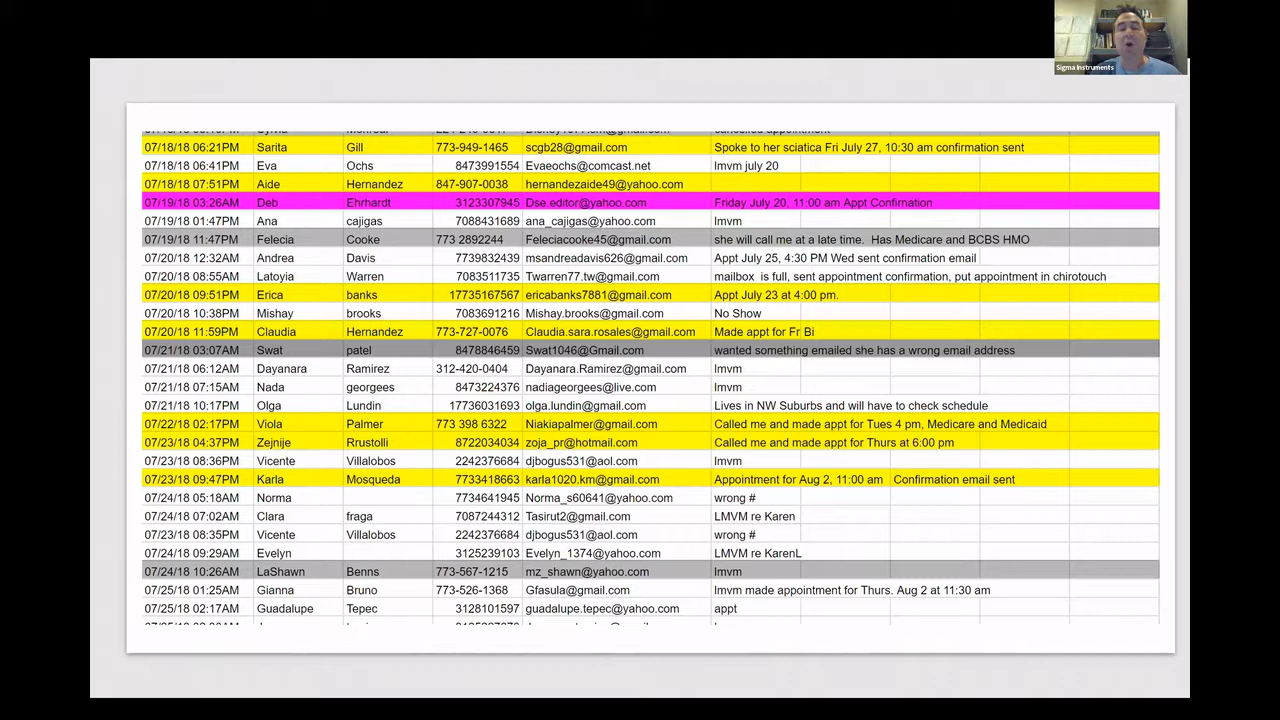 Sigma Instruments
07/18/18 06:21PM Sarita Gill 773-949-1465 scgb28@gmail.com Spoke to her sciatica Fri July 27, 10:30 am confirmation sent
07/18/18 06:41PM Eva Ochs 8473991554 Evaeochs@comcast.net lmvm july 20
07/18/18 07:51PM Aide Hernandez 847-907-0038 hernandezaide49@yahoo.com
07/19/18 03:26AM Deb Ehrhardt 3123307945 Dse.editor@yahoo.com Friday July 20, 11:00 am Appt Confirnation
07/19/18 01:47PM Ana cajigas 7088431689 ana_cajigas@yahoo.com lmvm
07/19/18 11:47PM Felecia Cooke 773 2892244 Feleciacooke45@gmail.com she will call me at a late time. Has Medicare and BCBS HMO
07/20/18 12:32AM Andrea Davis 7739832439 msandreadavis626@gmail.com Appt July 25, 4:30 PM Wed sent confirmation email
07/20/18 08:55AM Latoyia Warren 7083511735 Twarren77.tw@gmail.com mailbox is full, sent appointment confirmation, put appointment in chirotouch
07/20/18 09:51PM Erica banks 17735167567 ericabanks7881@gmail.com Appt July 23 at 4:00 pm.
07/20/18 10:38PM Mishay brooks 7083691216 Mishay.brooks@gmail.com No Show
07/20/18 11:59PM Claudia Hernandez 773-727-0076 Claudia.sara.rosales@gmail.com Made appt for Fr Bi
07/21/18 03:07AM Swat patel 8478846459 Swat1046@Gmail.com wanted something emailed she has a wrong email address
07/21/18 06:12AM Dayanara Ramirez 312-420-0404 Dayanara.Ramirez@gmail.com lmvm
07/21/18 07:15AM Nada georgees 8473224376 nadiageorgees@live.com lmvm
07/21/18 10:17PM Olga Lundin 17736031693 olga.lundin@gmail.com Lives in NW Suburbs and will have to check schedule
07/22/18 02:17PM Viola Palmer 773 398 6322 Niakiapalmer@gmail.com Called me and made appt for Tues 4 pm, Medicare and Medicaid
07/23/18 04:37PM Zejnije Rrustolli 8722034034 zoja_pr@hotmail.com Called me and made appt for Thurs at 6:00 pm
07/23/18 08:36PM Vicente Villalobos 2242376684 djbogus531@aol.com lmvm
07/23/18 09:47PM Karla Mosqueda 7733418663 karla1020.km@gmail.com Appointment for Aug 2, 11:00 am Confirmation email sent
07/24/18 05:18AM Norma 7734641945 Norma_s60641@yahoo.com wrong #
07/24/18 07:02AM Clara fraga 7087244312 Tasirut2@gmail.com LMVM re Karen
07/23/18 08:35PM Vicente Villalobos 2242376684 djbogus531@aol.com wrong #
07/24/18 09:29AM Evelyn 3125239103 Evelyn_1374@yahoo.com LMVM re KarenL
07/24/18 10:26AM LaShawn Benns 773-567-1215 mz_shawn@yahoo.com lmvm
07/25/18 01:25AM Gianna Bruno 773-526-1368 Gfasula@gmail.com lmvm made appointment for Thurs. Aug 2 at 11:30 am
07/25/18 02:17AM Guadalupe Tepec 3128101597 guadalupe.tepec@yahoo.com appt